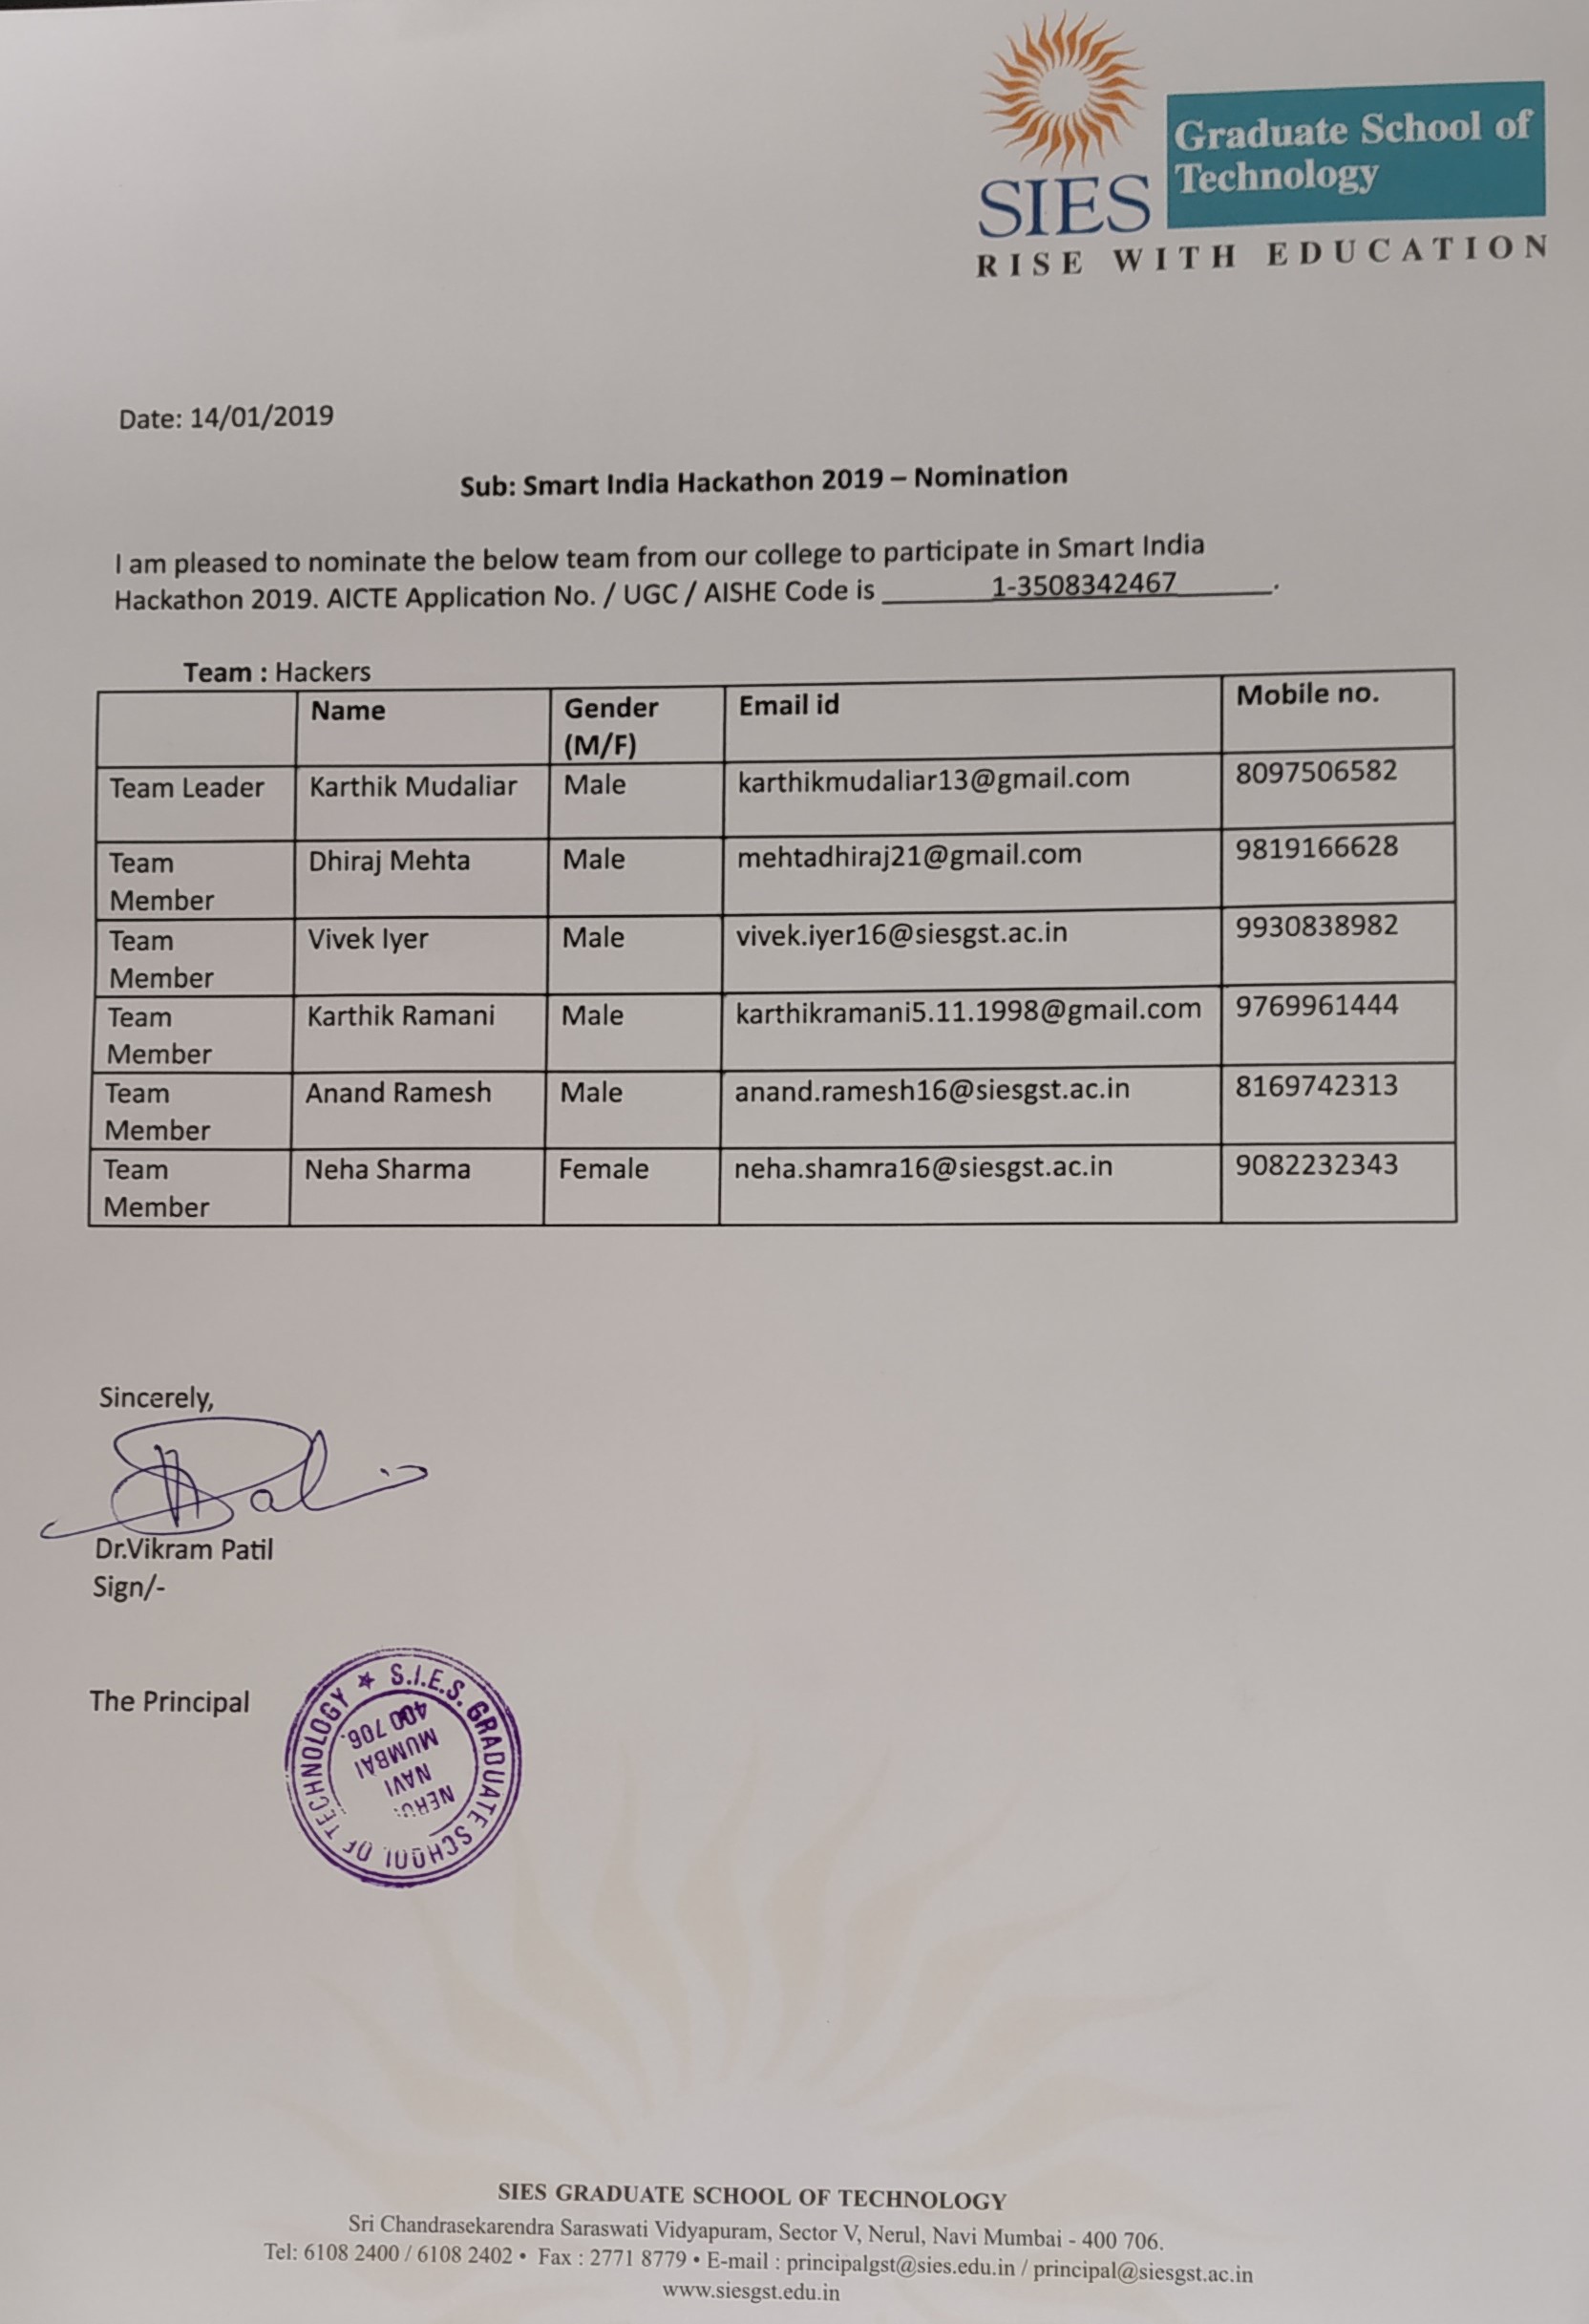 SIES
Graduate School of
Technology
RISE WITH EDUCATION
Date: 14/01/2019
Sub: Smart India Hackathon 2019 – Nomination
I am pleased to nominate the below team from our college to participate in Smart India
Hackathon 2019. AICTE Application No. / UGC / AISHE Code is 1-3508342467.
Team : Hackers
Name Gender (M/F) Email id Mobile no.
Team Leader Karthik Mudaliar Male karthikmudaliar13@gmail.com 8097506582
Team Member Dhiraj Mehta Male mehtadhiraj21@gmail.com 9819166628
Team Member Vivek Iyer Male vivek.iyer16@siesgst.ac.in 9930838982
Team Member Karthik Ramani Male karthikramani5.11.1998@gmail.com 9769961444
Team Member Anand Ramesh Male anand.ramesh16@siesgst.ac.in 8169742313
Team Member Neha Sharma Female neha.shamra16@siesgst.ac.in 9082232343
Sincerely,
Dr.Vikram Patil
Sign/-
The Principal
S.I.E.S. GRADUATE SCHOOL OF TECHNOLOGY
NAVI
MUMBAI
400 706.
SIES GRADUATE SCHOOL OF TECHNOLOGY
Sri Chandrasekarendra Saraswati Vidyapuram, Sector V, Nerul, Navi Mumbai - 400 706.
Tel: 6108 2400 / 6108 2402 • Fax : 2771 8779 • E-mail : principalgst@sies.edu.in / principal@siesgst.ac.in
www.siesgst.edu.in